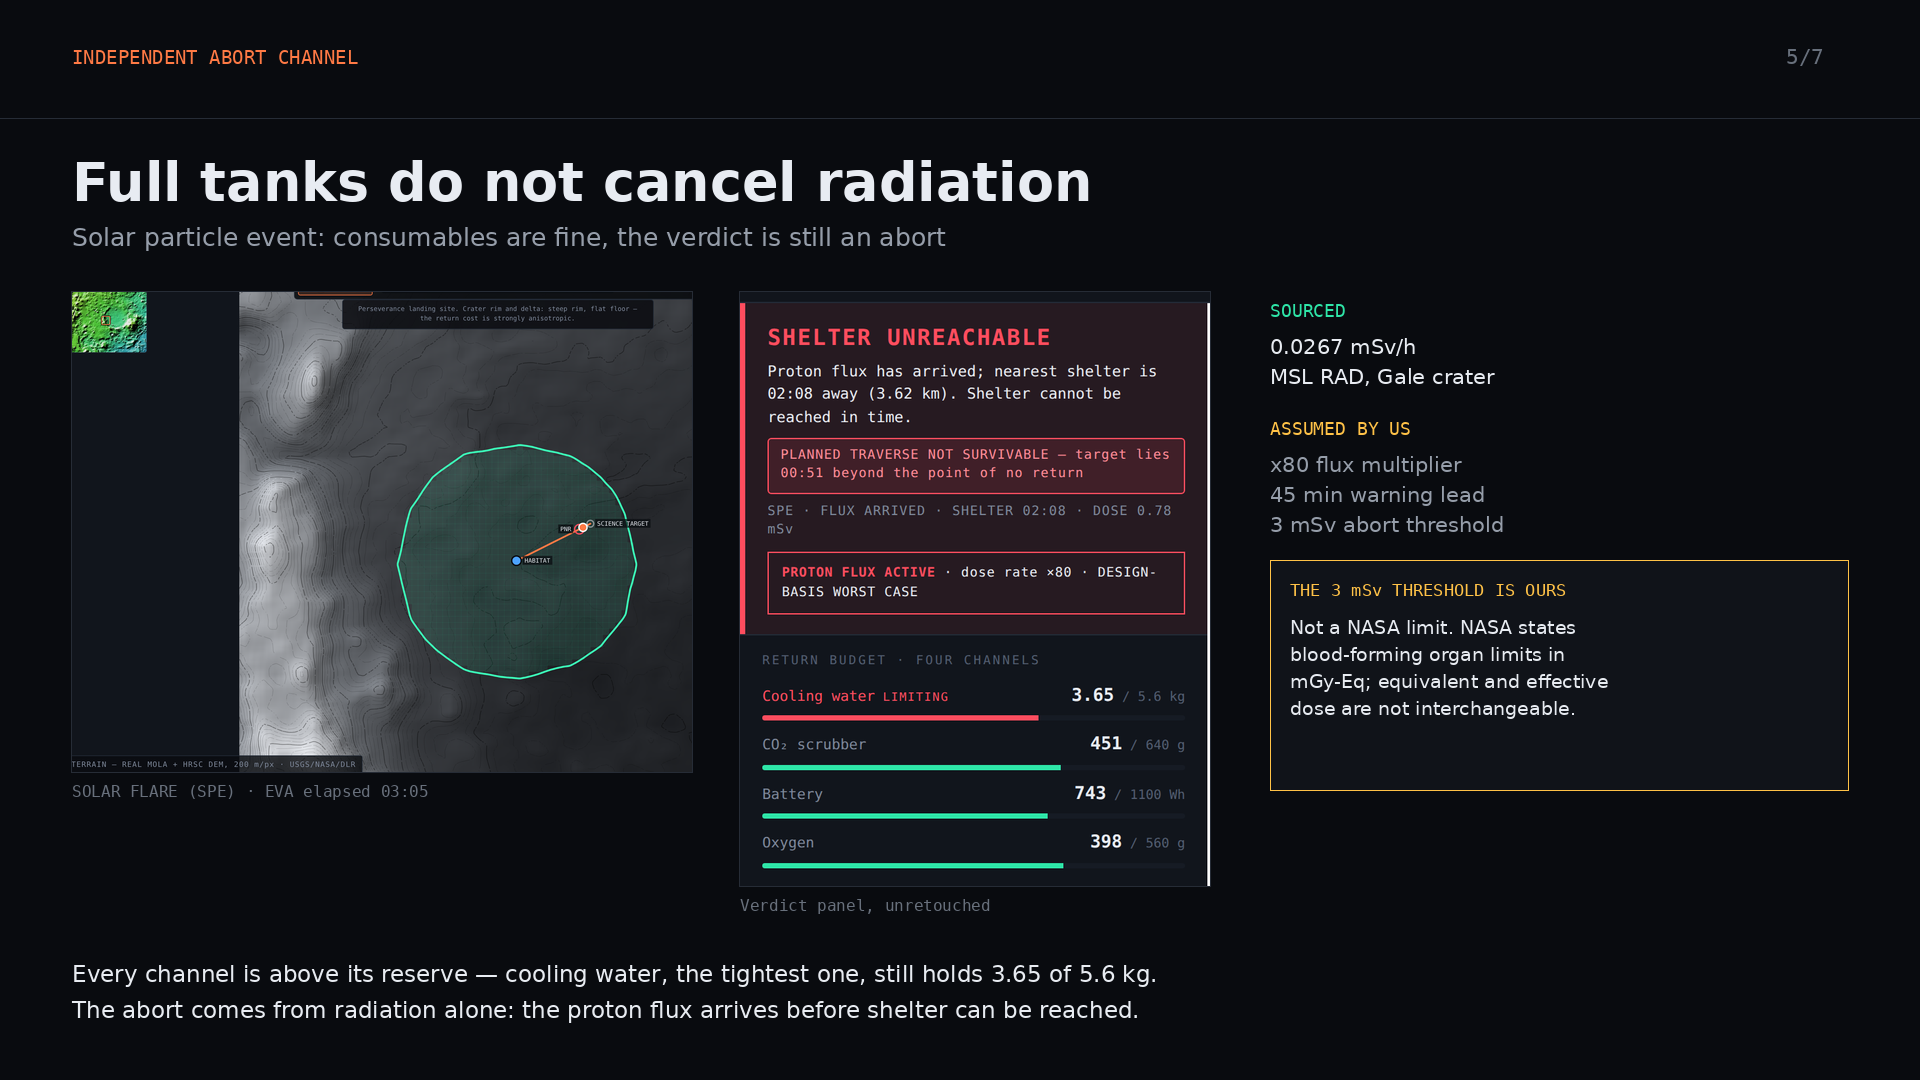 INDEPENDENT ABORT CHANNEL
5/7
Full tanks do not cancel radiation
Solar particle event: consumables are fine, the verdict is still an abort
Perseverance landing site. Crater rim and delta: steep rim, flat floor —
the return cost is strongly anisotropic.
PNR
SCIENCE TARGET
HABITAT
TERRAIN — REAL MOLA + HRSC DEM, 200 m/px · USGS/NASA/DLR
SOLAR FLARE (SPE) · EVA elapsed 03:05
SHELTER UNREACHABLE
Proton flux has arrived; nearest shelter is
02:08 away (3.62 km). Shelter cannot be
reached in time.
PLANNED TRAVERSE NOT SURVIVABLE — target lies
00:51 beyond the point of no return
SPE · FLUX ARRIVED · SHELTER 02:08 · DOSE 0.78
mSv
PROTON FLUX ACTIVE · dose rate ×80 · DESIGN-
BASIS WORST CASE
RETURN BUDGET · FOUR CHANNELS
Cooling water LIMITING 3.65 / 5.6 kg
CO₂ scrubber 451 / 640 g
Battery 743 / 1100 Wh
Oxygen 398 / 560 g
Verdict panel, unretouched
SOURCED
0.0267 mSv/h
MSL RAD, Gale crater
ASSUMED BY US
x80 flux multiplier
45 min warning lead
3 mSv abort threshold
THE 3 mSv THRESHOLD IS OURS
Not a NASA limit. NASA states
blood-forming organ limits in
mGy-Eq; equivalent and effective
dose are not interchangeable.
Every channel is above its reserve — cooling water, the tightest one, still holds 3.65 of 5.6 kg.
The abort comes from radiation alone: the proton flux arrives before shelter can be reached.